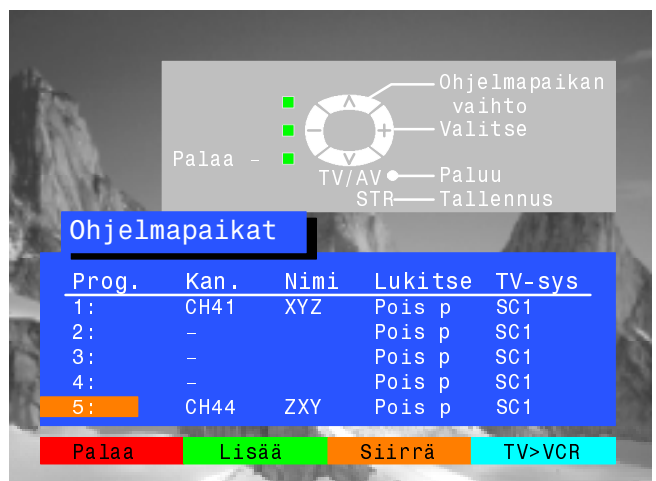 Ohjelmapaikan
vaihto
Valitse
Palaa –
TV/AV Paluu
STR Tallennus
Ohjelmapaikat
Prog. Kan. Nimi Lukitse TV-sys
1: CH41 XYZ Pois p SC1
2: – Pois p SC1
3: – Pois p SC1
4: – Pois p SC1
5: CH44 ZXY Pois p SC1
Palaa Lisää Siirrä TV>VCR